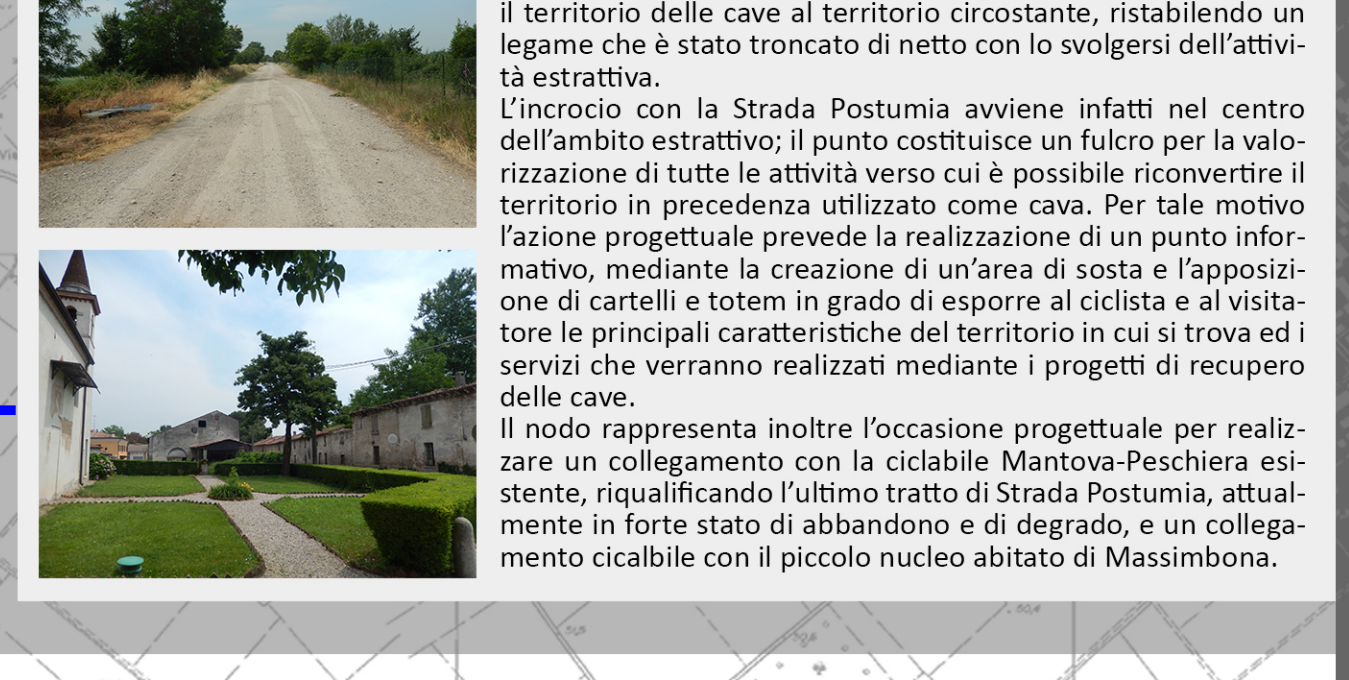 il territorio delle cave al territorio circostante, ristabilendo un
legame che è stato troncato di netto con lo svolgersi dell’attivi-
tà estrattiva.
L’incrocio con la Strada Postumia avviene infatti nel centro
dell’ambito estrattivo; il punto costituisce un fulcro per la valo-
rizzazione di tutte le attività verso cui è possibile riconvertire il
territorio in precedenza utilizzato come cava. Per tale motivo
l’azione progettuale prevede la realizzazione di un punto infor-
mativo, mediante la creazione di un’area di sosta e l’apposizi-
one di cartelli e totem in grado di esporre al ciclista e al visita-
tore le principali caratteristiche del territorio in cui si trova ed i
servizi che verranno realizzati mediante i progetti di recupero
delle cave.
Il nodo rappresenta inoltre l’occasione progettuale per realiz-
zare un collegamento con la ciclabile Mantova-Peschiera esi-
stente, riqualificando l’ultimo tratto di Strada Postumia, attual-
mente in forte stato di abbandono e di degrado, e un collega-
mento cicalbile con il piccolo nucleo abitato di Massimbona.
50,4
51,5